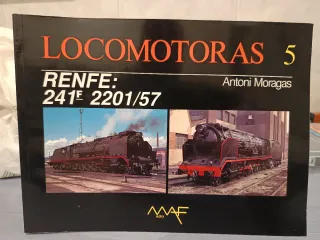 LOCOMOTORAS 5
RENFE:
241F 2201/57
Antoni Moragas
MAF